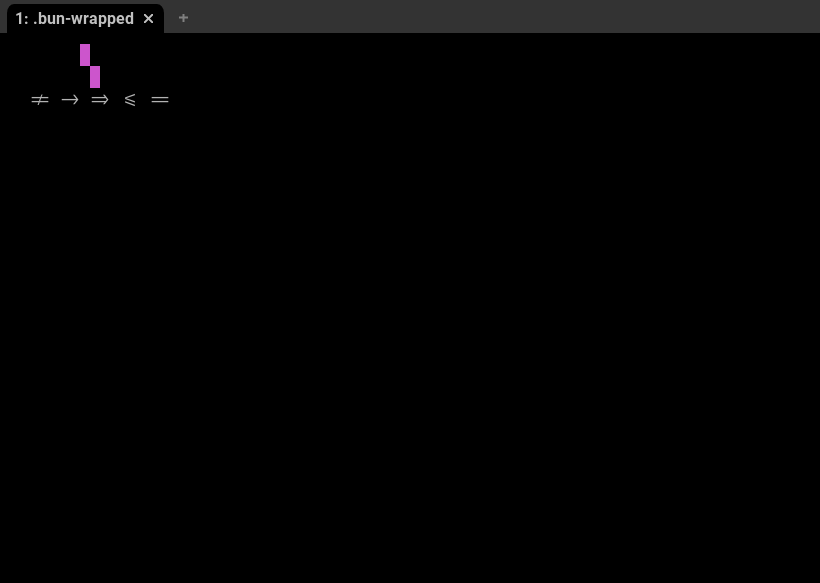 1: .bun-wrapped × +
≠ → ⇒ ⩽ ==